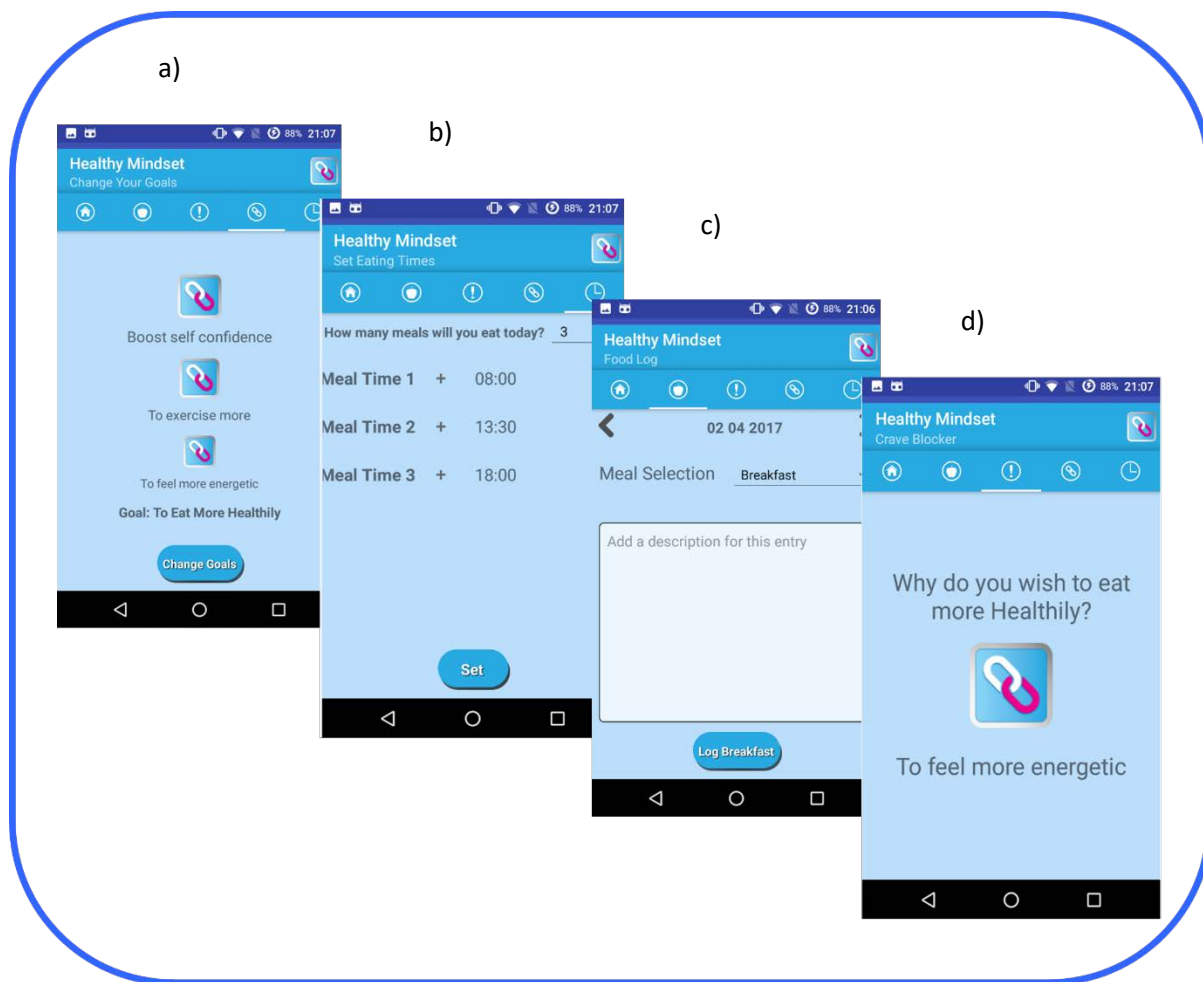 a)
88% 21:07
Healthy Mindset
Change Your Goals
Boost self confidence
To exercise more
To feel more energetic
Goal: To Eat More Healthily
Change Goals
b)
88% 21:07
Healthy Mindset
Set Eating Times
How many meals will you eat today? 3
Meal Time 1 + 08:00
Meal Time 2 + 13:30
Meal Time 3 + 18:00
Set
c)
88% 21:06
Healthy Mindset
Food Log
02 04 2017
Meal Selection Breakfast
Add a description for this entry
Log Breakfast
d)
88% 21:07
Healthy Mindset
Crave Blocker
Why do you wish to eat
more Healthily?
To feel more energetic